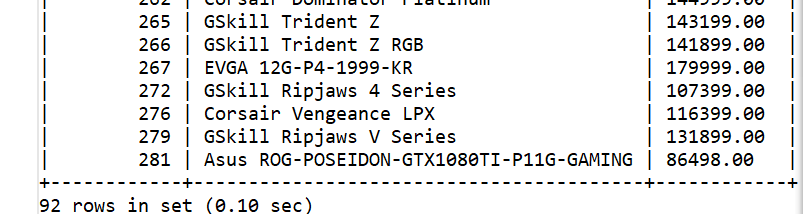 | 262 | Corsair Dominator Platinum | 144999.00 |
| 265 | GSkill Trident Z | 143199.00 |
| 266 | GSkill Trident Z RGB | 141899.00 |
| 267 | EVGA 12G-P4-1999-KR | 179999.00 |
| 272 | GSkill Ripjaws 4 Series | 107399.00 |
| 276 | Corsair Vengeance LPX | 116399.00 |
| 279 | GSkill Ripjaws V Series | 131899.00 |
| 281 | Asus ROG-POSEIDON-GTX1080TI-P11G-GAMING | 86498.00 |
+------------+-----------------------------------------+------------+
92 rows in set (0.10 sec)